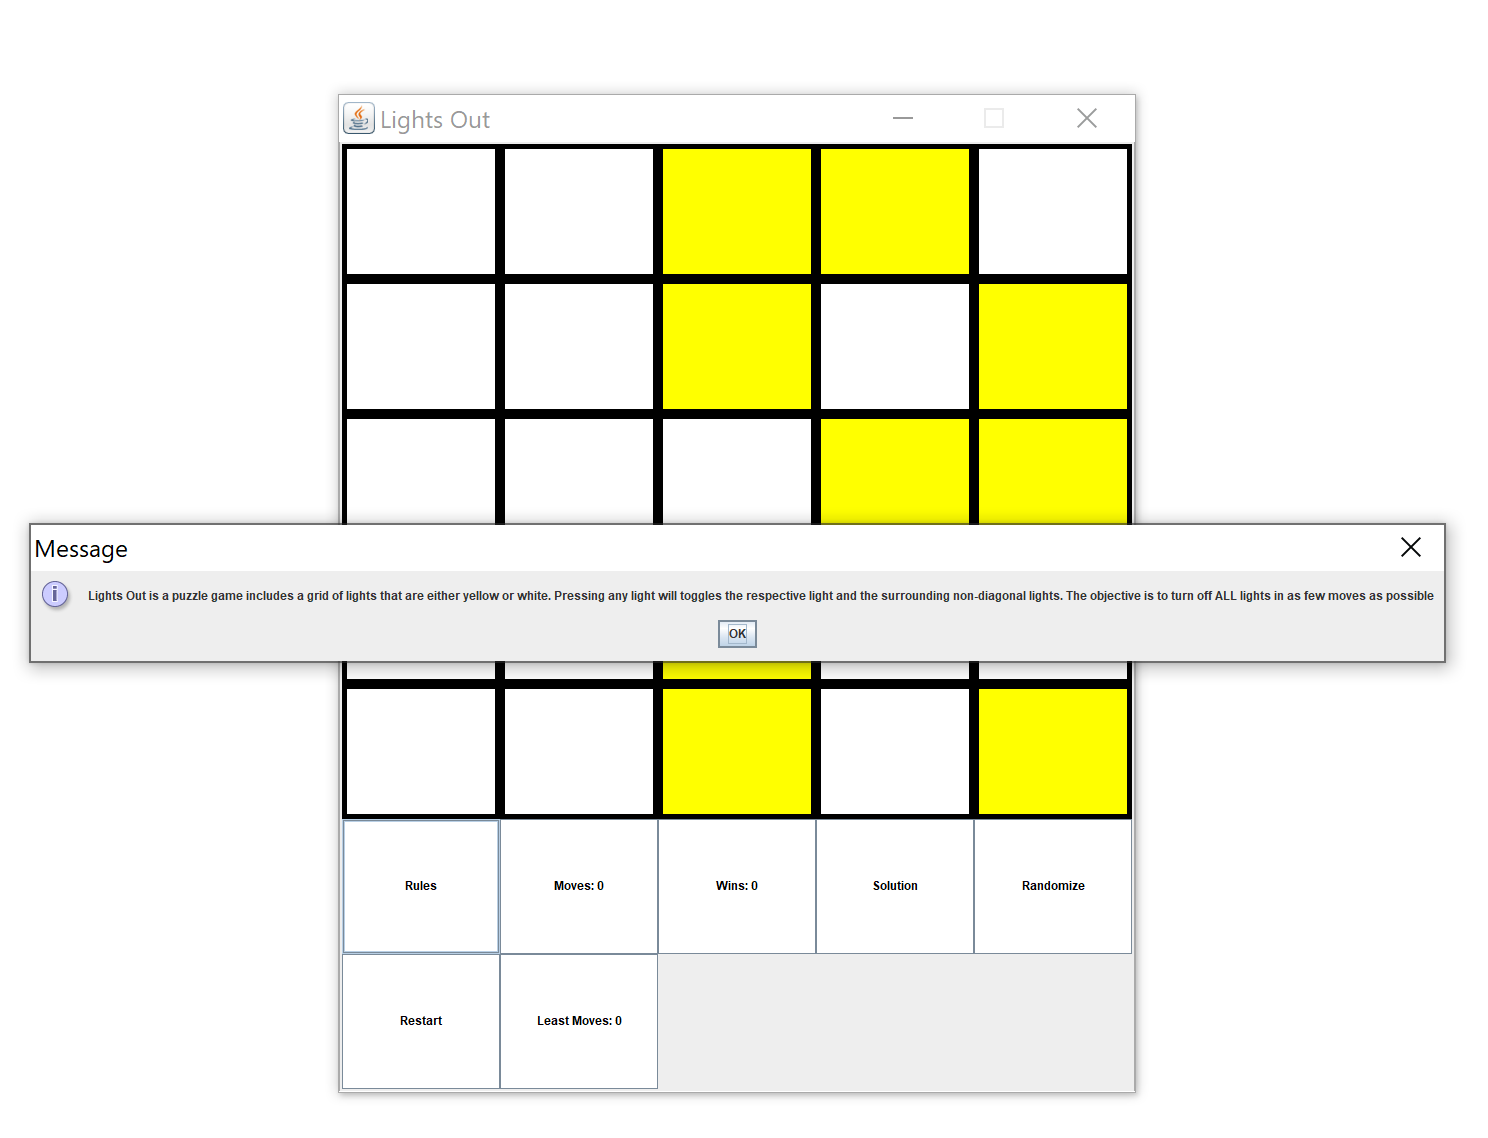 Lights Out
Message
Lights Out is a puzzle game includes a grid of lights that are either yellow or white. Pressing any light will toggles the respective light and the surrounding non-diagonal lights. The objective is to turn off ALL lights in as few moves as possible
OK
Rules
Moves: 0
Wins: 0
Solution
Randomize
Restart
Least Moves: 0